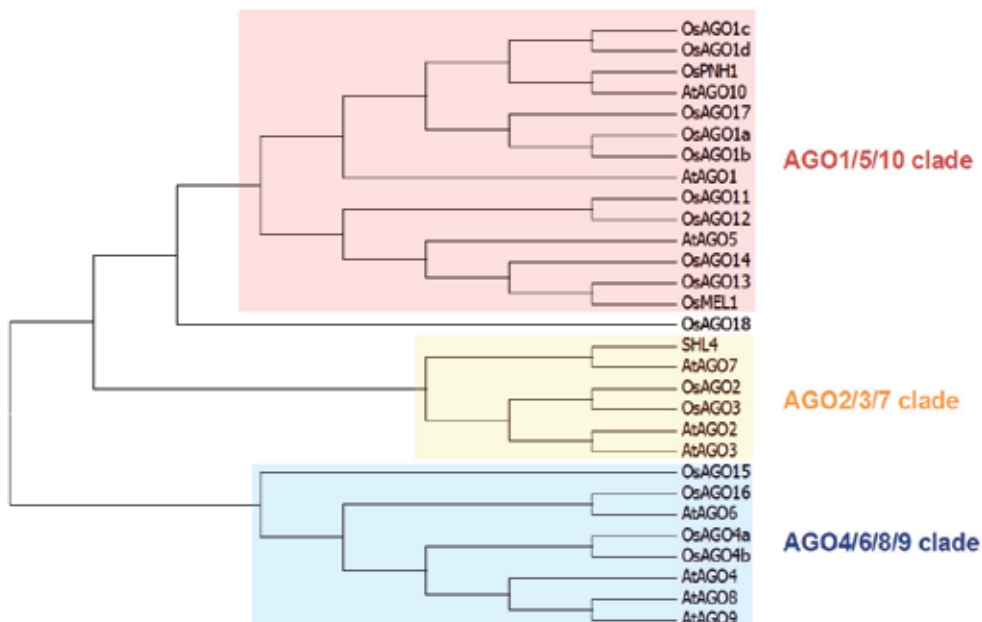 OsAGO1c
OsAGO1d
OsPNH1
AtAGO10
OsAGO17
OsAGO1a
OsAGO1b
AtAGO1
OsAGO11
OsAGO12
AtAGO5
OsAGO14
OsAGO13
OsMEL1
AGO1/5/10 clade
OsAGO18
SHL4
AtAGO7
OsAGO2
OsAGO3
AtAGO2
AtAGO3
AGO2/3/7 clade
OsAGO15
OsAGO16
AtAGO6
OsAGO4a
OsAGO4b
AtAGO4
AtAGO8
AtAGO9
AGO4/6/8/9 clade